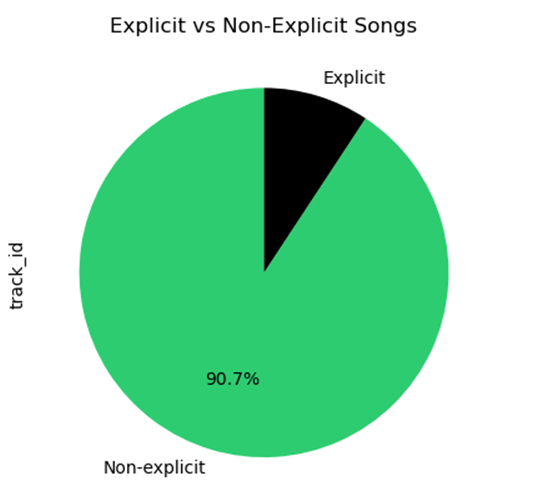 Explicit vs Non-Explicit Songs
Explicit
track_id
90.7%
Non-explicit